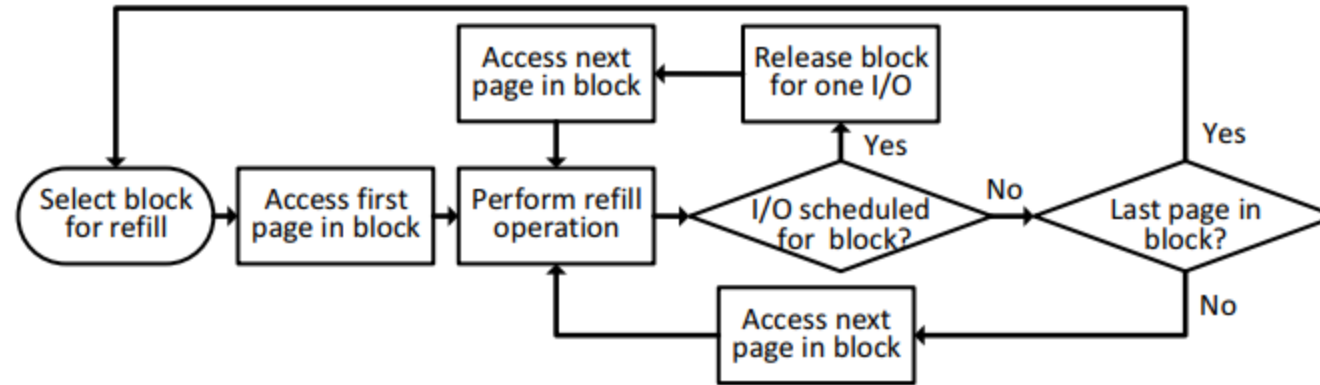 Access next
page in block
Release block
for one I/O
Yes
Yes
Select block
for refill
Access first
page in block
Perform refill
operation
I/O scheduled
for block?
No
Last page in
block?
No
Access next
page in block